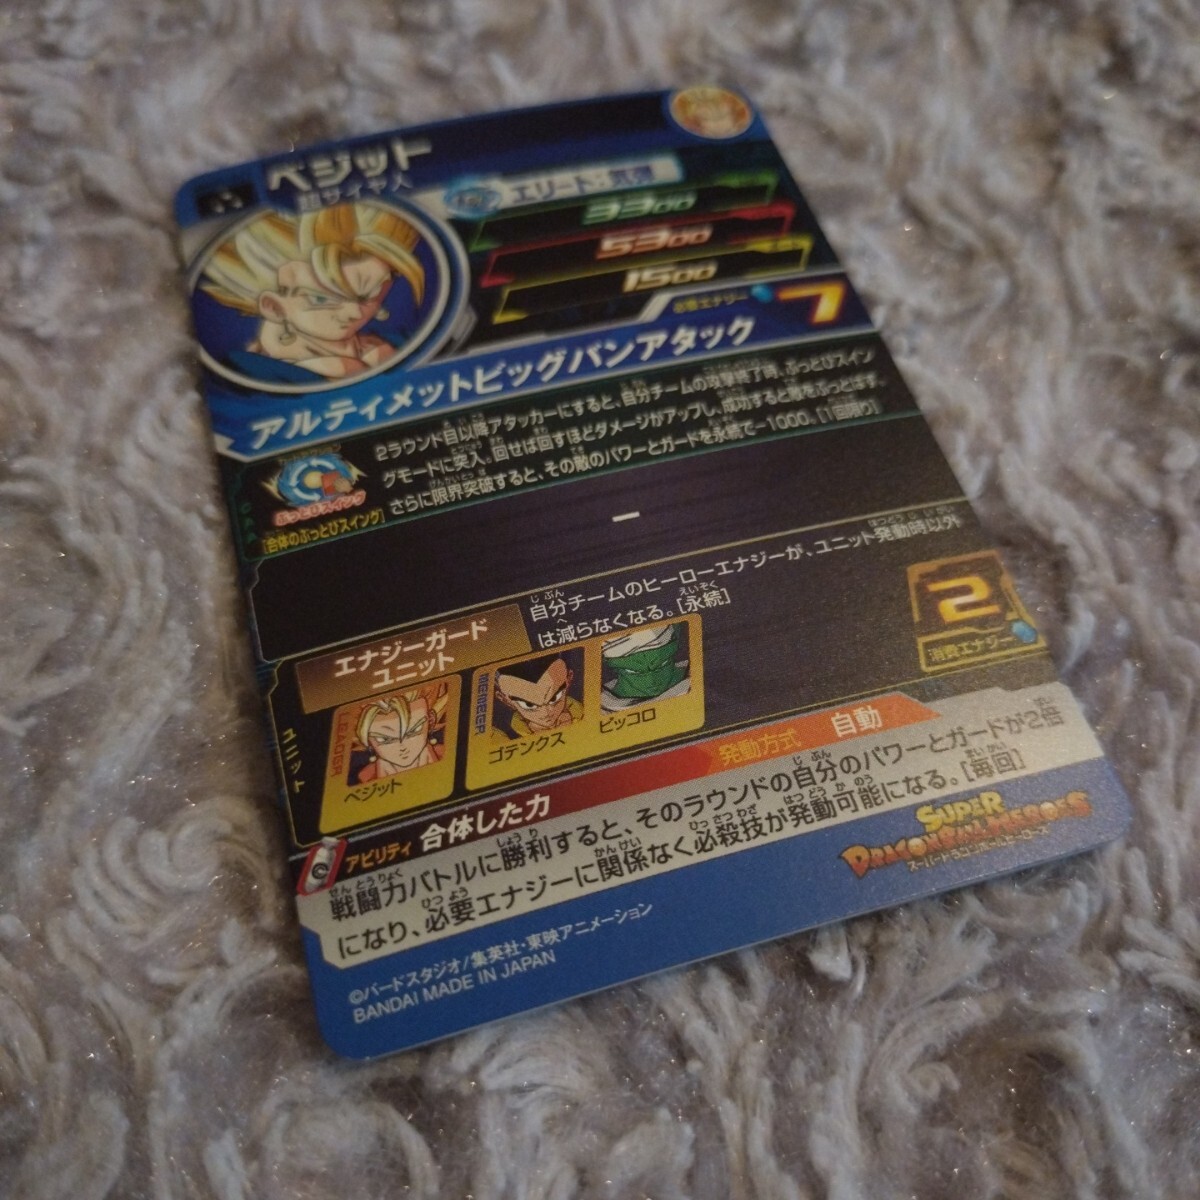 ベジット
超サイヤ人
エリート:気弾
3300
5300
1500
必要エナジー 7
アルティメットビッグバンアタック
2ラウンド目以降アタッカーにすると、自分チームの攻撃終了時、ぶっとびスイン
グモードに突入。回せば回すほどダメージがアップし、成功すると敵をぶっとばす。
さらに限界突破すると、その敵のパワーとガードを永続で-1000。[1回限り]
ぶっとびスイング
CAA
[合体のぶっとびスイング]
-
ユニット
エナジーガード
ユニット
自分チームのヒーローエナジーが、ユニット発動時以外
は減らなくなる。[永続]
2
消費エナジー
LEADER
ベジット
MEMBER
ゴテンクス
ピッコロ
発動方式 自動
アビリティ 合体した力
戦闘力バトルに勝利すると、そのラウンドの自分のパワーとガードが2倍
になり、必要エナジーに関係なく必殺技が発動可能になる。[毎回]
SUPER
DRAGONBALL HEROES
スーパードラゴンボールヒーローズ
©バードスタジオ/集英社・東映アニメーション
BANDAI MADE IN JAPAN